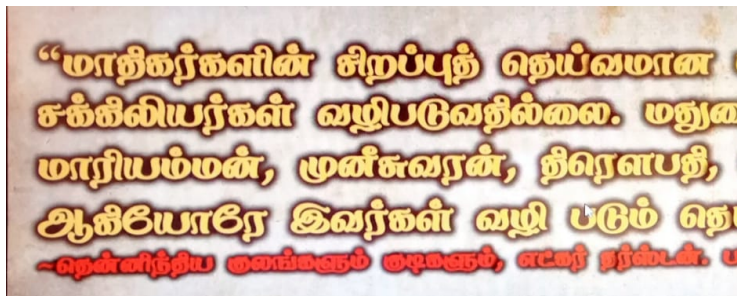 “மாதிகர்களின் சிறப்புத் தெய்வமான
சக்கிலியர்கள் வழிபடுவதில்லை. மதுரை
மாரியம்மன், முனீசுவரன், திரௌபதி,
ஆகியோரே இவர்கள் வழி படும்
~தென்னிந்திய குலங்களும் குடிகளும், எட்கர் தர்ஸ்டன்.